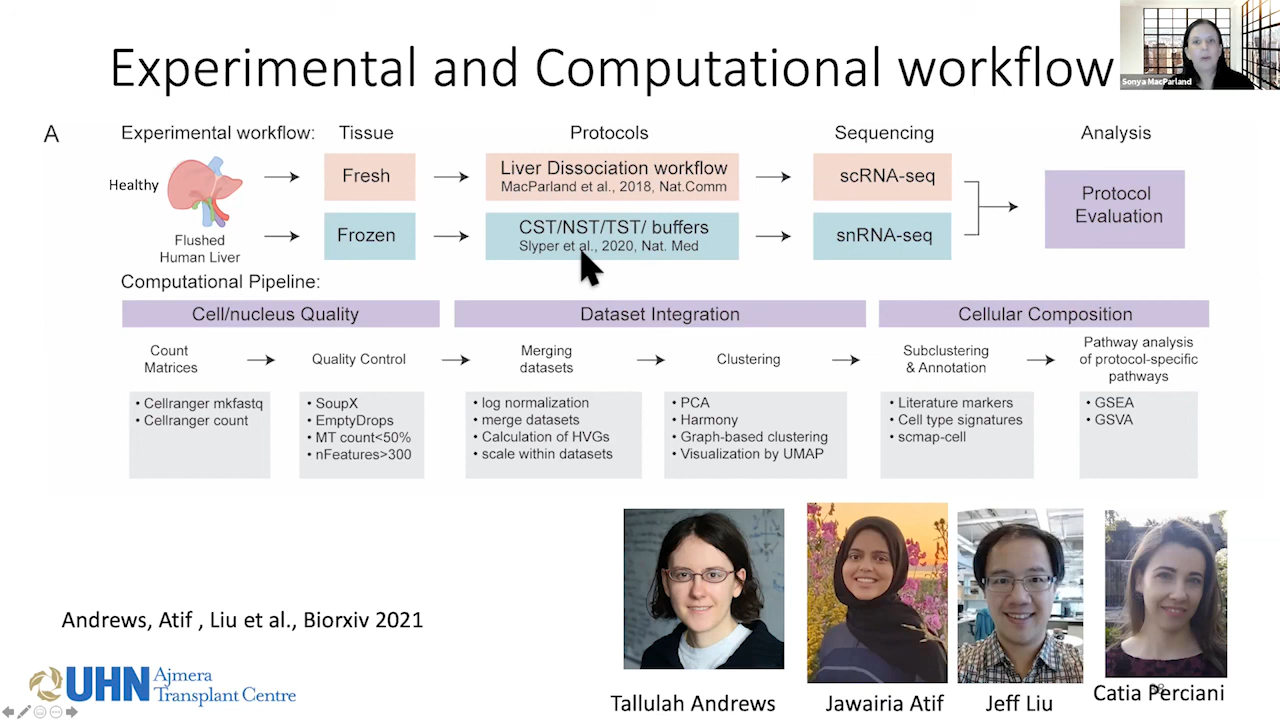 Experimental and Computational workflow
Sonya MacParland
A
Experimental workflow:
Tissue
Protocols
Sequencing
Analysis
Healthy
Flushed
Human Liver
Fresh
Liver Dissociation workflow
MacParland et al., 2018, Nat.Comm
scRNA-seq
Frozen
CST/NST/TST/ buffers
Slyper et al., 2020, Nat. Med
snRNA-seq
Protocol
Evaluation
Computational Pipeline:
Cell/nucleus Quality
Dataset Integration
Cellular Composition
Count
Matrices
Quality Control
Merging
datasets
Clustering
Subclustering
& Annotation
Pathway analysis
of protocol-specific
pathways
• Cellranger mkfastq
• Cellranger count
• SoupX
• EmptyDrops
• MT count<50%
• nFeatures>300
• log normalization
• merge datasets
• Calculation of HVGs
• scale within datasets
• PCA
• Harmony
• Graph-based clustering
• Visualization by UMAP
• Literature markers
• Cell type signatures
• scmap-cell
• GSEA
• GSVA
Andrews, Atif , Liu et al., Biorxiv 2021
UHN Ajmera
Transplant Centre
Tallulah Andrews
Jawairia Atif
Jeff Liu
Catia Perciani